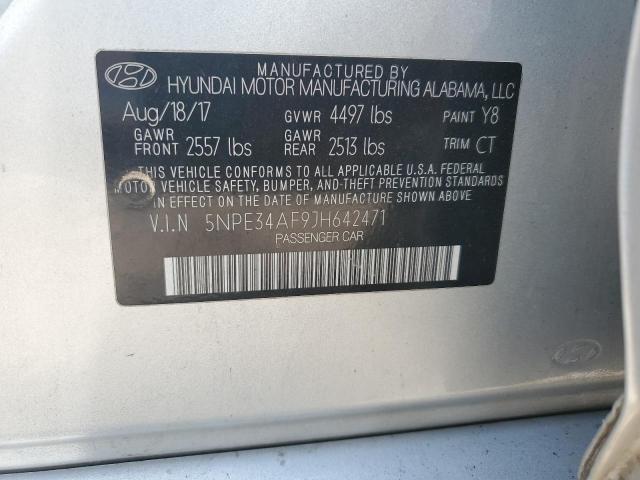 MANUFACTURED BY
HYUNDAI MOTOR MANUFACTURING ALABAMA, LLC
Aug/18/17 GVWR 4497 lbs PAINT Y8
GAWR FRONT 2557 lbs GAWR REAR 2513 lbs TRIM CT
THIS VEHICLE CONFORMS TO ALL APPLICABLE U.S.A. FEDERAL
MOTOR VEHICLE SAFETY, BUMPER, AND THEFT PREVENTION STANDARDS
IN EFFECT ON THE DATE OF MANUFACTURE SHOWN ABOVE
V.I.N 5NPE34AF9JH642471
PASSENGER CAR